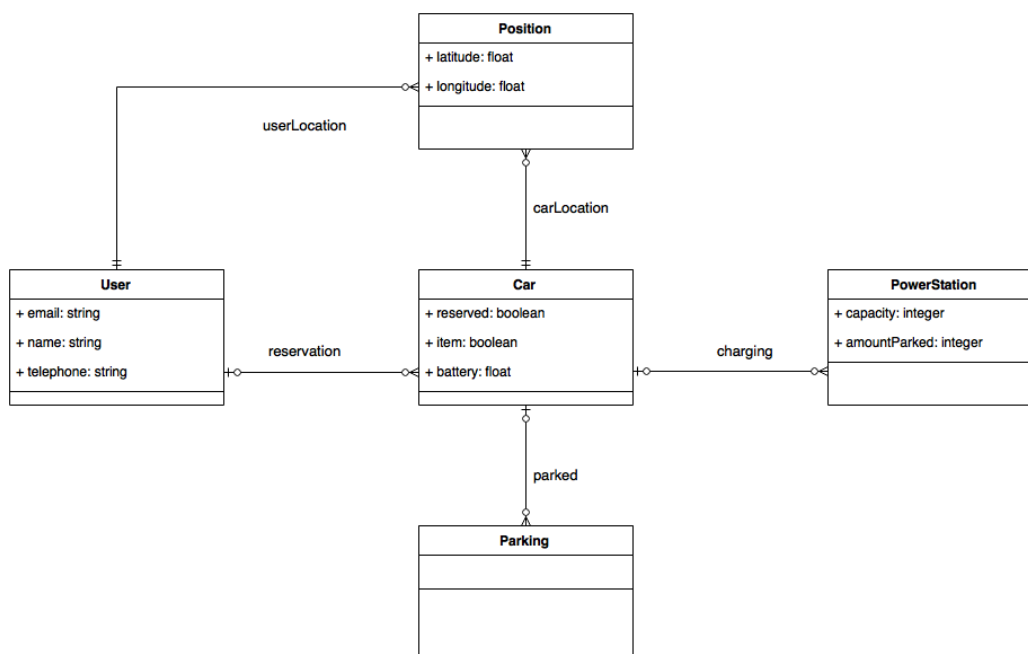 Position
+ latitude: float
+ longitude: float
userLocation
carLocation
User
+ email: string
+ name: string
+ telephone: string
reservation
Car
+ reserved: boolean
+ item: boolean
+ battery: float
charging
PowerStation
+ capacity: integer
+ amountParked: integer
parked
Parking